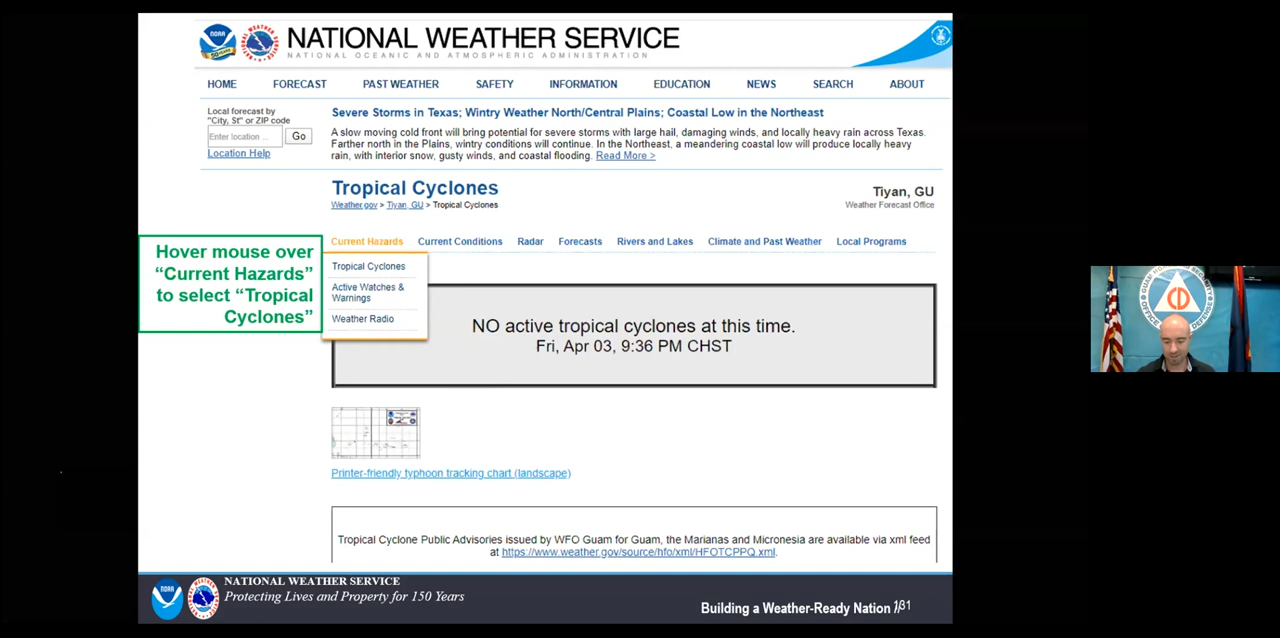 NATIONAL WEATHER SERVICE
NATIONAL OCEANIC AND ATMOSPHERIC ADMINISTRATION
HOME FORECAST PAST WEATHER SAFETY INFORMATION EDUCATION NEWS SEARCH ABOUT
Local forecast by
"City, St" or ZIP code
Enter location ...
Go
Location Help
Severe Storms in Texas; Wintry Weather North/Central Plains; Coastal Low in the Northeast
A slow moving cold front will bring potential for severe storms with large hail, damaging winds, and locally heavy rain across Texas.
Farther north in the Plains, wintry conditions will continue. In the Northeast, a meandering coastal low will produce locally heavy
rain, with interior snow, gusty winds, and coastal flooding. Read More >
Tropical Cyclones
Weather.gov > Tiyan, GU > Tropical Cyclones
Tiyan, GU
Weather Forecast Office
Current Hazards Current Conditions Radar Forecasts Rivers and Lakes Climate and Past Weather Local Programs
Hover mouse over
“Current Hazards”
to select “Tropical
Cyclones”
Tropical Cyclones
Active Watches &
Warnings
Weather Radio
NO active tropical cyclones at this time.
Fri, Apr 03, 9:36 PM CHST
Printer-friendly typhoon tracking chart (landscape)
Tropical Cyclone Public Advisories issued by WFO Guam for Guam, the Marianas and Micronesia are available via xml feed
at https://www.weather.gov/source/hfo/xml/HFOTCPPQ.xml.
NOAA
NATIONAL WEATHER SERVICE
Protecting Lives and Property for 150 Years
Building a Weather-Ready Nation //